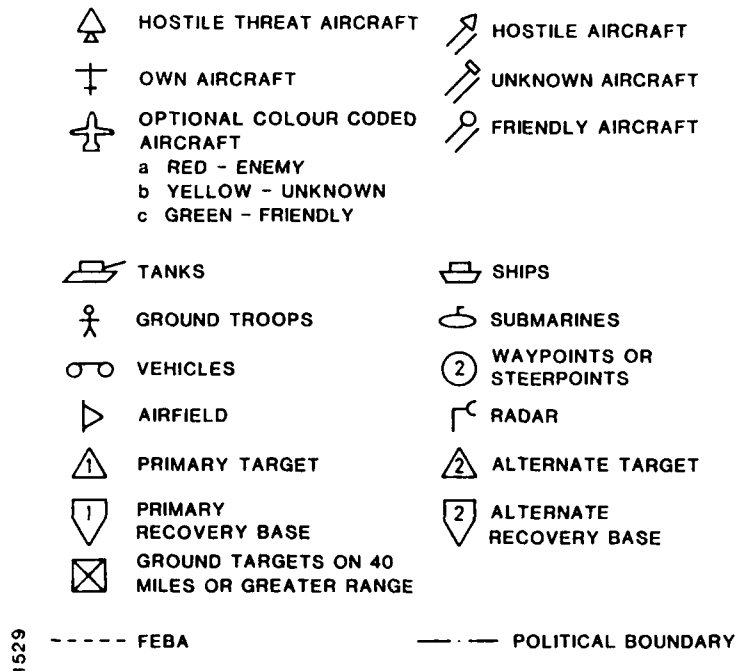 HOSTILE THREAT AIRCRAFT
HOSTILE AIRCRAFT
OWN AIRCRAFT
UNKNOWN AIRCRAFT
OPTIONAL COLOUR CODED
AIRCRAFT
a RED - ENEMY
b YELLOW - UNKNOWN
c GREEN - FRIENDLY
FRIENDLY AIRCRAFT
TANKS
SHIPS
GROUND TROOPS
SUBMARINES
VEHICLES
2
WAYPOINTS OR
STEERPOINTS
AIRFIELD
RADAR
1
PRIMARY TARGET
2
ALTERNATE TARGET
1
PRIMARY
RECOVERY BASE
2
ALTERNATE
RECOVERY BASE
GROUND TARGETS ON 40
MILES OR GREATER RANGE
FEBA
POLITICAL BOUNDARY